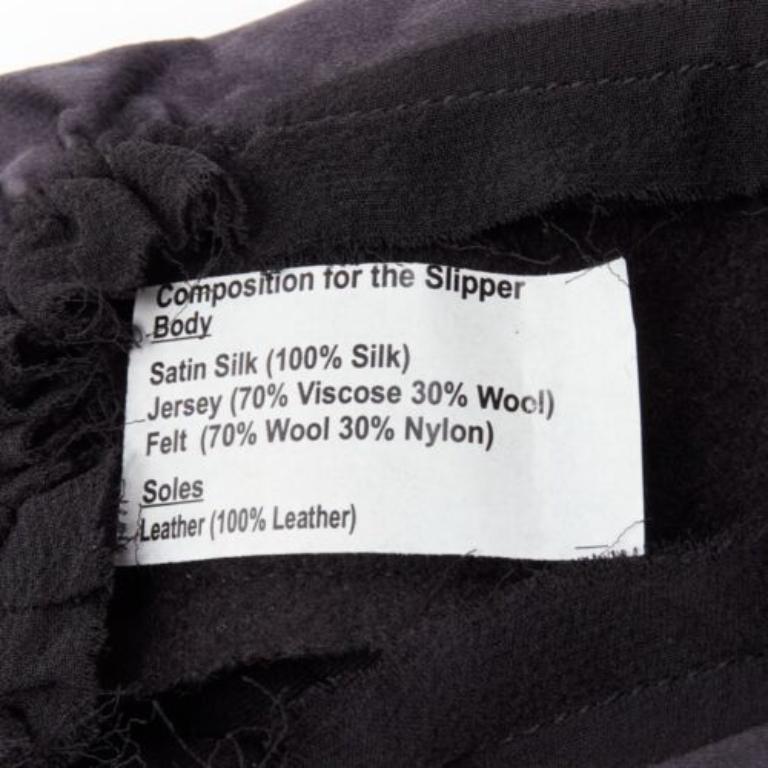 Composition for the Slipper
Body
Satin Silk (100% Silk)
Jersey (70% Viscose 30% Wool)
Felt (70% Wool 30% Nylon)
Soles
Leather (100% Leather)